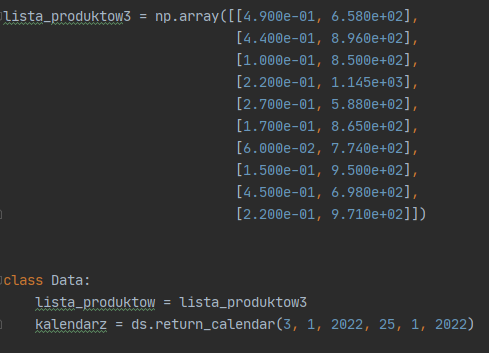 lista_produktow3 = np.array([[4.900e-01, 6.580e+02],
[4.400e-01, 8.960e+02],
[1.000e-01, 8.500e+02],
[2.200e-01, 1.145e+03],
[2.700e-01, 5.880e+02],
[1.700e-01, 8.650e+02],
[6.000e-02, 7.740e+02],
[1.500e-01, 9.500e+02],
[4.500e-01, 6.980e+02],
[2.200e-01, 9.710e+02]])
class Data:
lista_produktow = lista_produktow3
kalendarz = ds.return_calendar(3, 1, 2022, 25, 1, 2022)